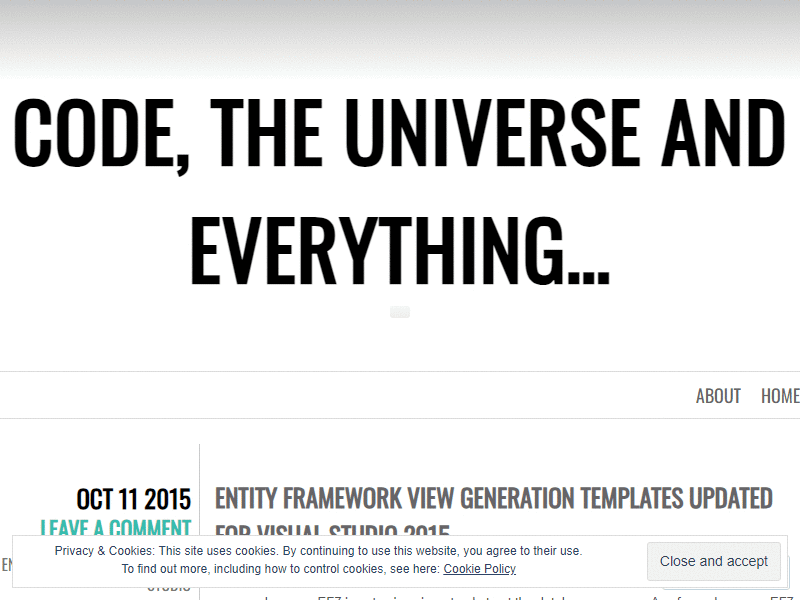 CODE, THE UNIVERSE AND
EVERYTHING...
ABOUT HOME
OCT 11 2015
LEAVE A COMMENT
ENTITY FRAMEWORK VIEW GENERATION TEMPLATES UPDATED
FOR VISUAL STUDIO 2015
Privacy & Cookies: This site uses cookies. By continuing to use this website, you agree to their use.
To find out more, including how to control cookies, see here: Cookie Policy
Close and accept
STUDIO